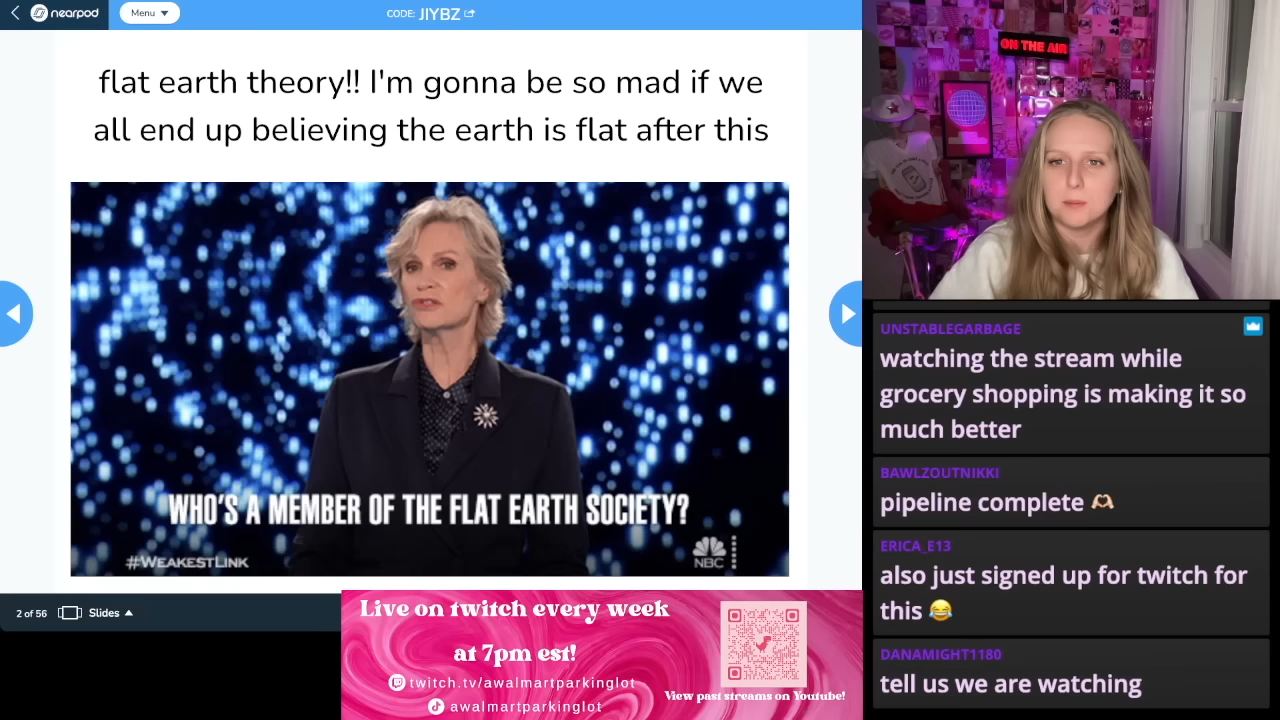 nearpod
Menu
CODE: JIYBZ
flat earth theory!! I'm gonna be so mad if we
all end up believing the earth is flat after this
WHO'S A MEMBER OF THE FLAT EARTH SOCIETY?
#WEAKESTLINK
NBC
2 of 56
Slides
Live on twitch every week
at 7pm est!
twitch.tv/awalmartparkinglot
awalmartparkinglot
View past streams on Youtube!
ON THE AIR
UNSTABLEGARBAGE
watching the stream while
grocery shopping is making it so
much better
BAWLZOUTNIKKI
pipeline complete 🫶🏻
ERICA_E13
also just signed up for twitch for
this 😂
DANAMIGHT1180
tell us we are watching